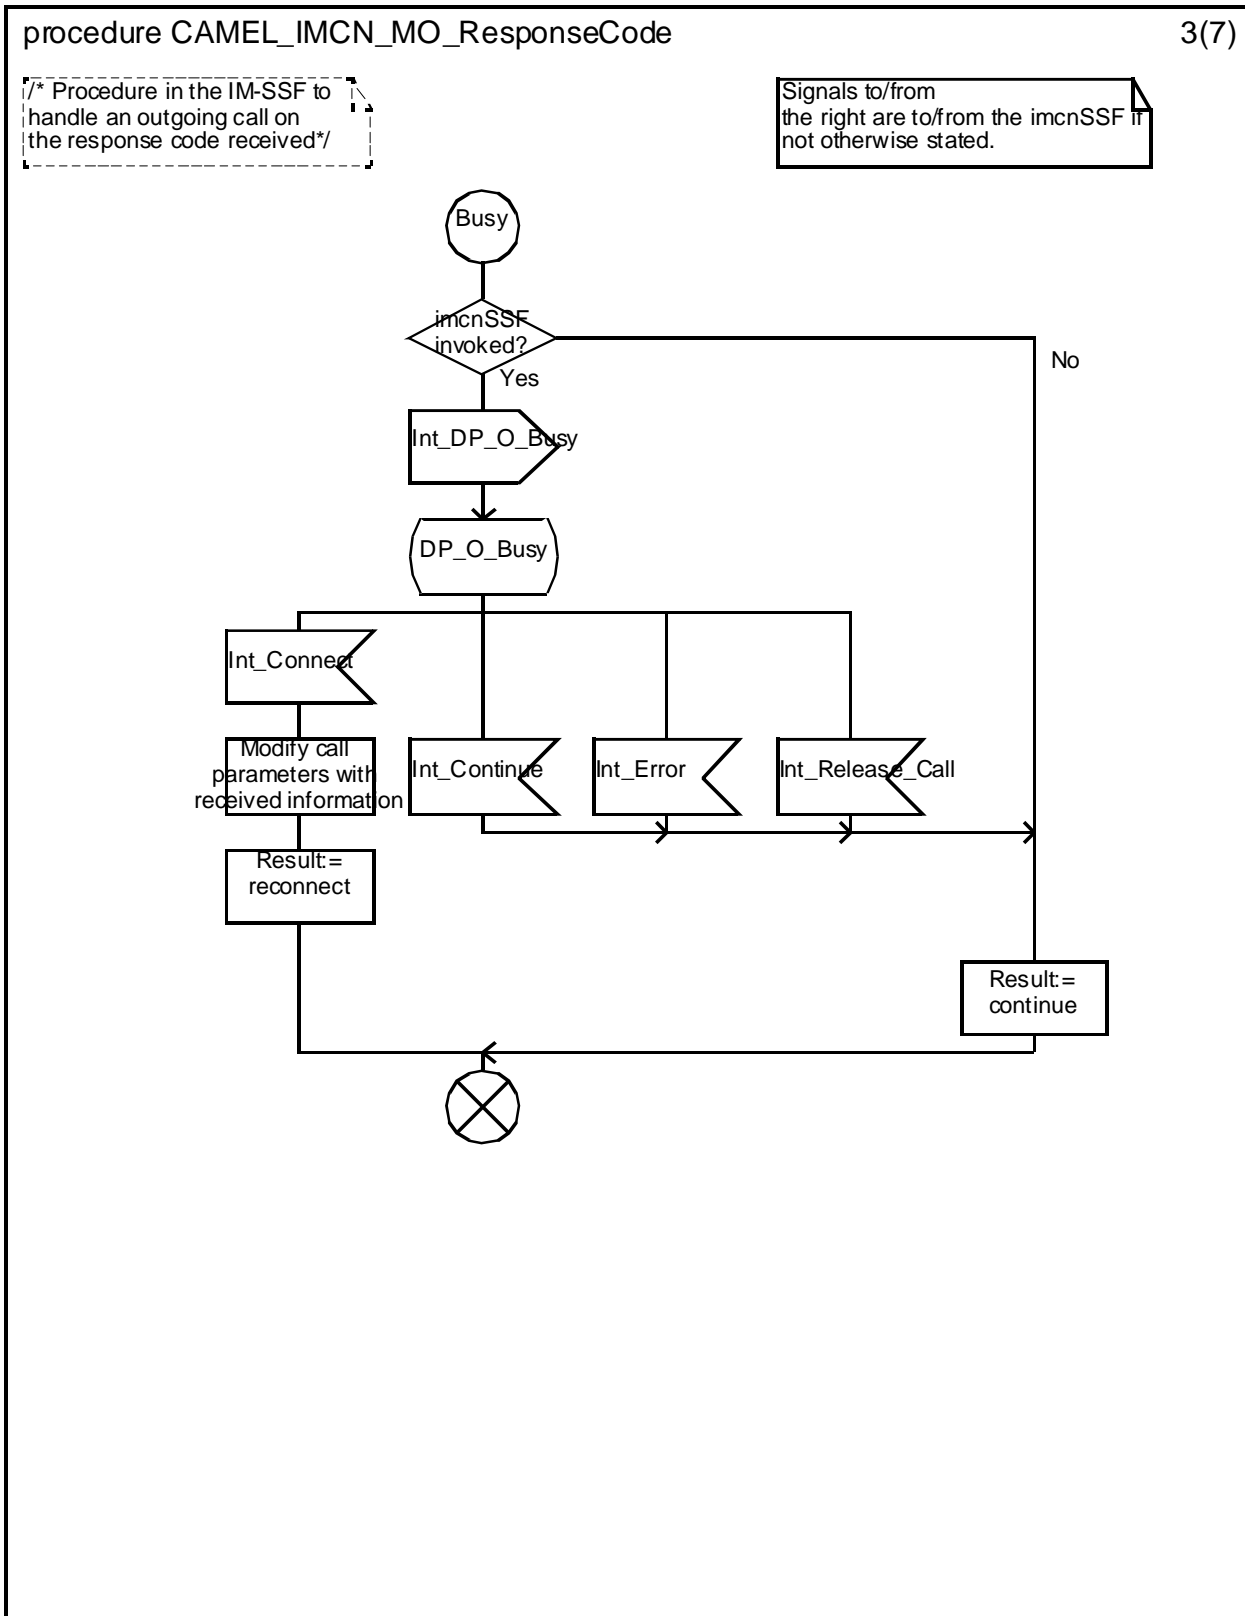 procedure CAMEL_IMCN_MO_ResponseCode
3(7)
/* Procedure in the IM-SSF to
handle an outgoing call on
the response code received*/
Signals to/from
the right are to/from the imcnSSF if
not otherwise stated.
Busy
imcnSSF
invoked?
No
Yes
Int_DP_O_Busy
DP_O_Busy
Int_Connect
Modify call
parameters with
received information
Int_Continue
Int_Error
Int_Release_Call
Result:=
reconnect
Result:=
continue